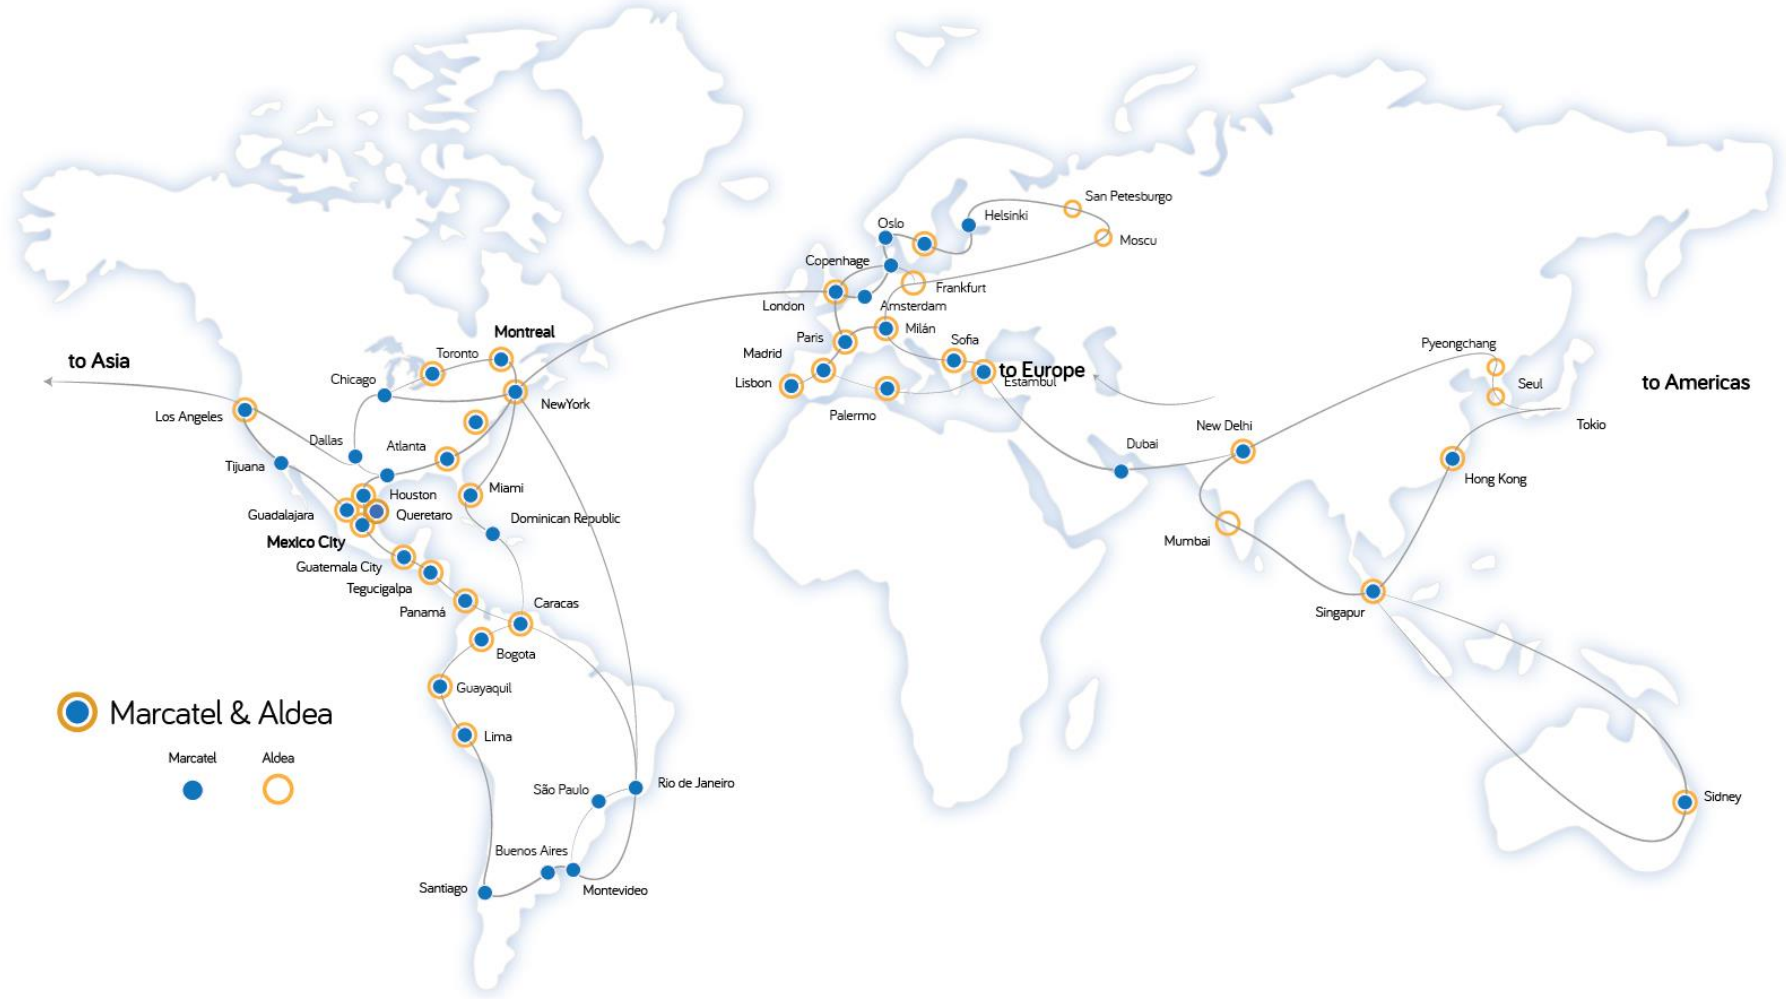 San Petesburgo
Helsinki
Oslo
Moscu
Copenhage
Frankfurt
London
Amsterdam
Montreal
Milán
Paris
Sofia
Pyeongchang
to Asia
Toronto
Madrid
to Europe
Chicago
Lisbon
Estambul
Seul
to Americas
NewYork
Los Angeles
Palermo
Tokio
New Delhi
Dallas
Atlanta
Dubai
Tijuana
Hong Kong
Miami
Houston
Guadalajara
Queretaro
Dominican Republic
Mexico City
Mumbai
Guatemala City
Tegucigalpa
Caracas
Panamá
Singapur
Bogota
Guayaquil
Marcatel & Aldea
Lima
Marcatel
Aldea
Rio de Janeiro
São Paulo
Sidney
Buenos Aires
Santiago
Montevideo